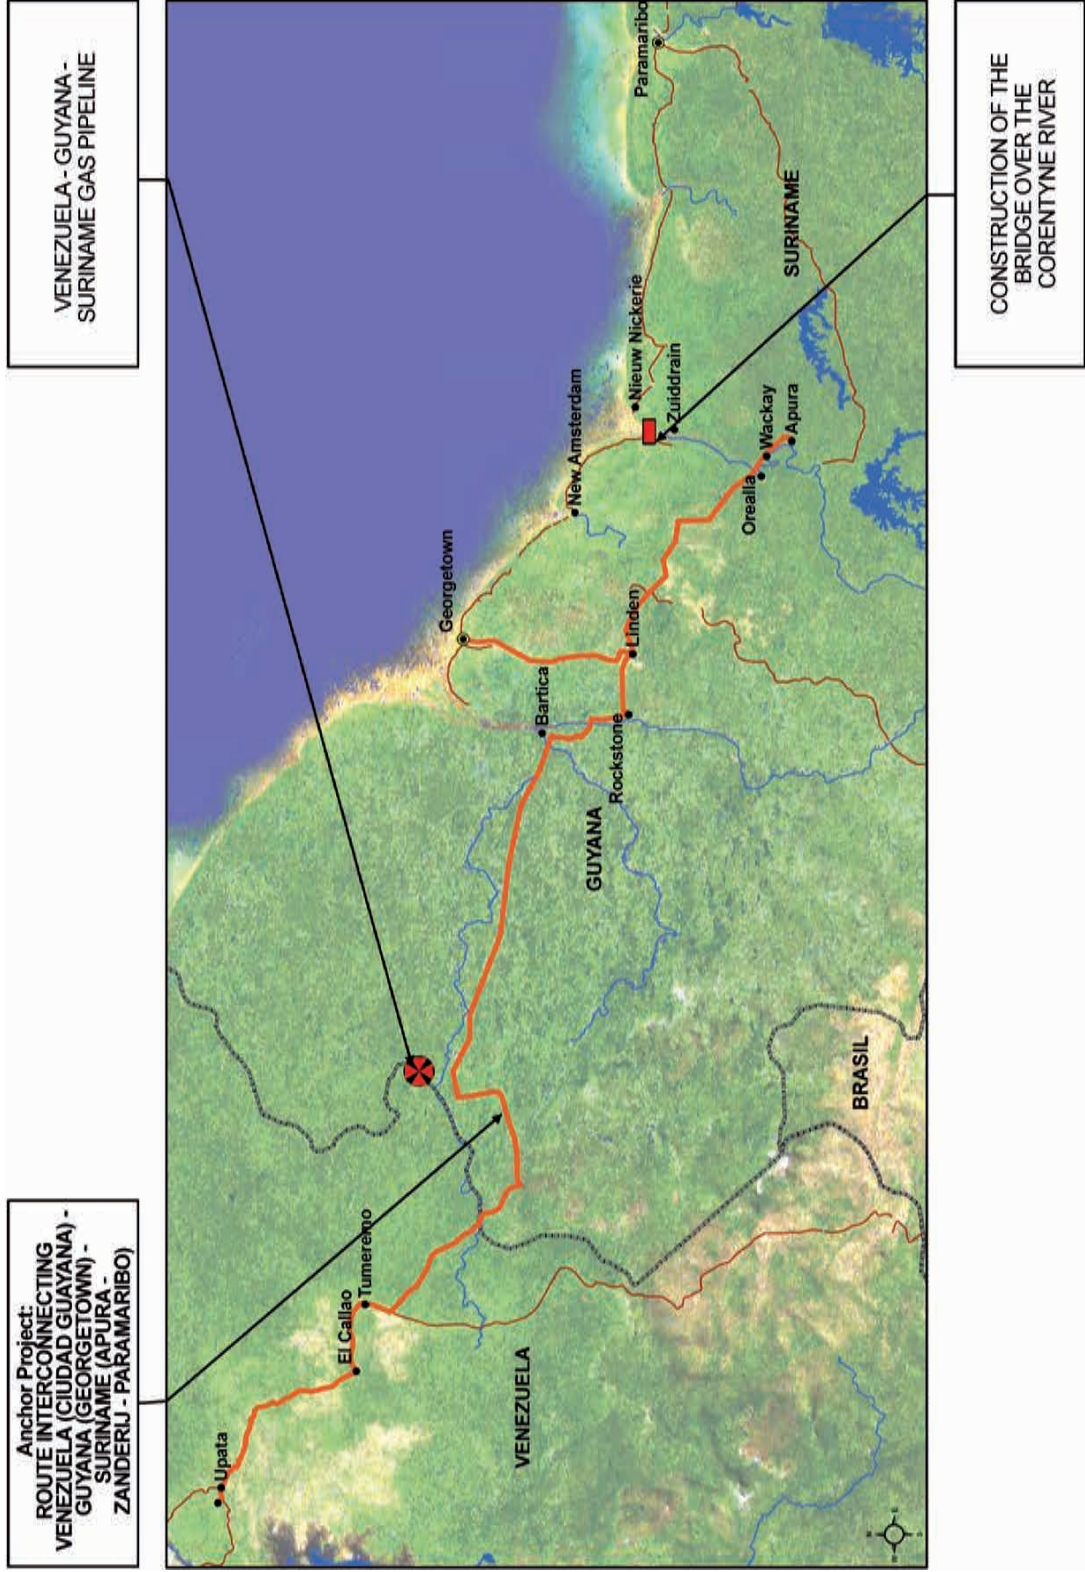 Anchor Project:
ROUTE INTERCONNECTING
VENEZUELA (CIUDAD GUAYANA) -
GUYANA (GEORGETOWN) -
SURINAME (APURA -
ZANDERIJ - PARAMARIBO)
VENEZUELA - GUYANA -
SURINAME GAS PIPELINE
Upata
El Callao
Tumeremo
Georgetown
Bartica
New Amsterdam
Nieuw Nickerie
Paramaribo
Rockstone
Linden
Zuiddrain
Orealla
Wackay
Apura
VENEZUELA
GUYANA
SURINAME
BRASIL
CONSTRUCTION OF THE
BRIDGE OVER THE
CORENTYNE RIVER